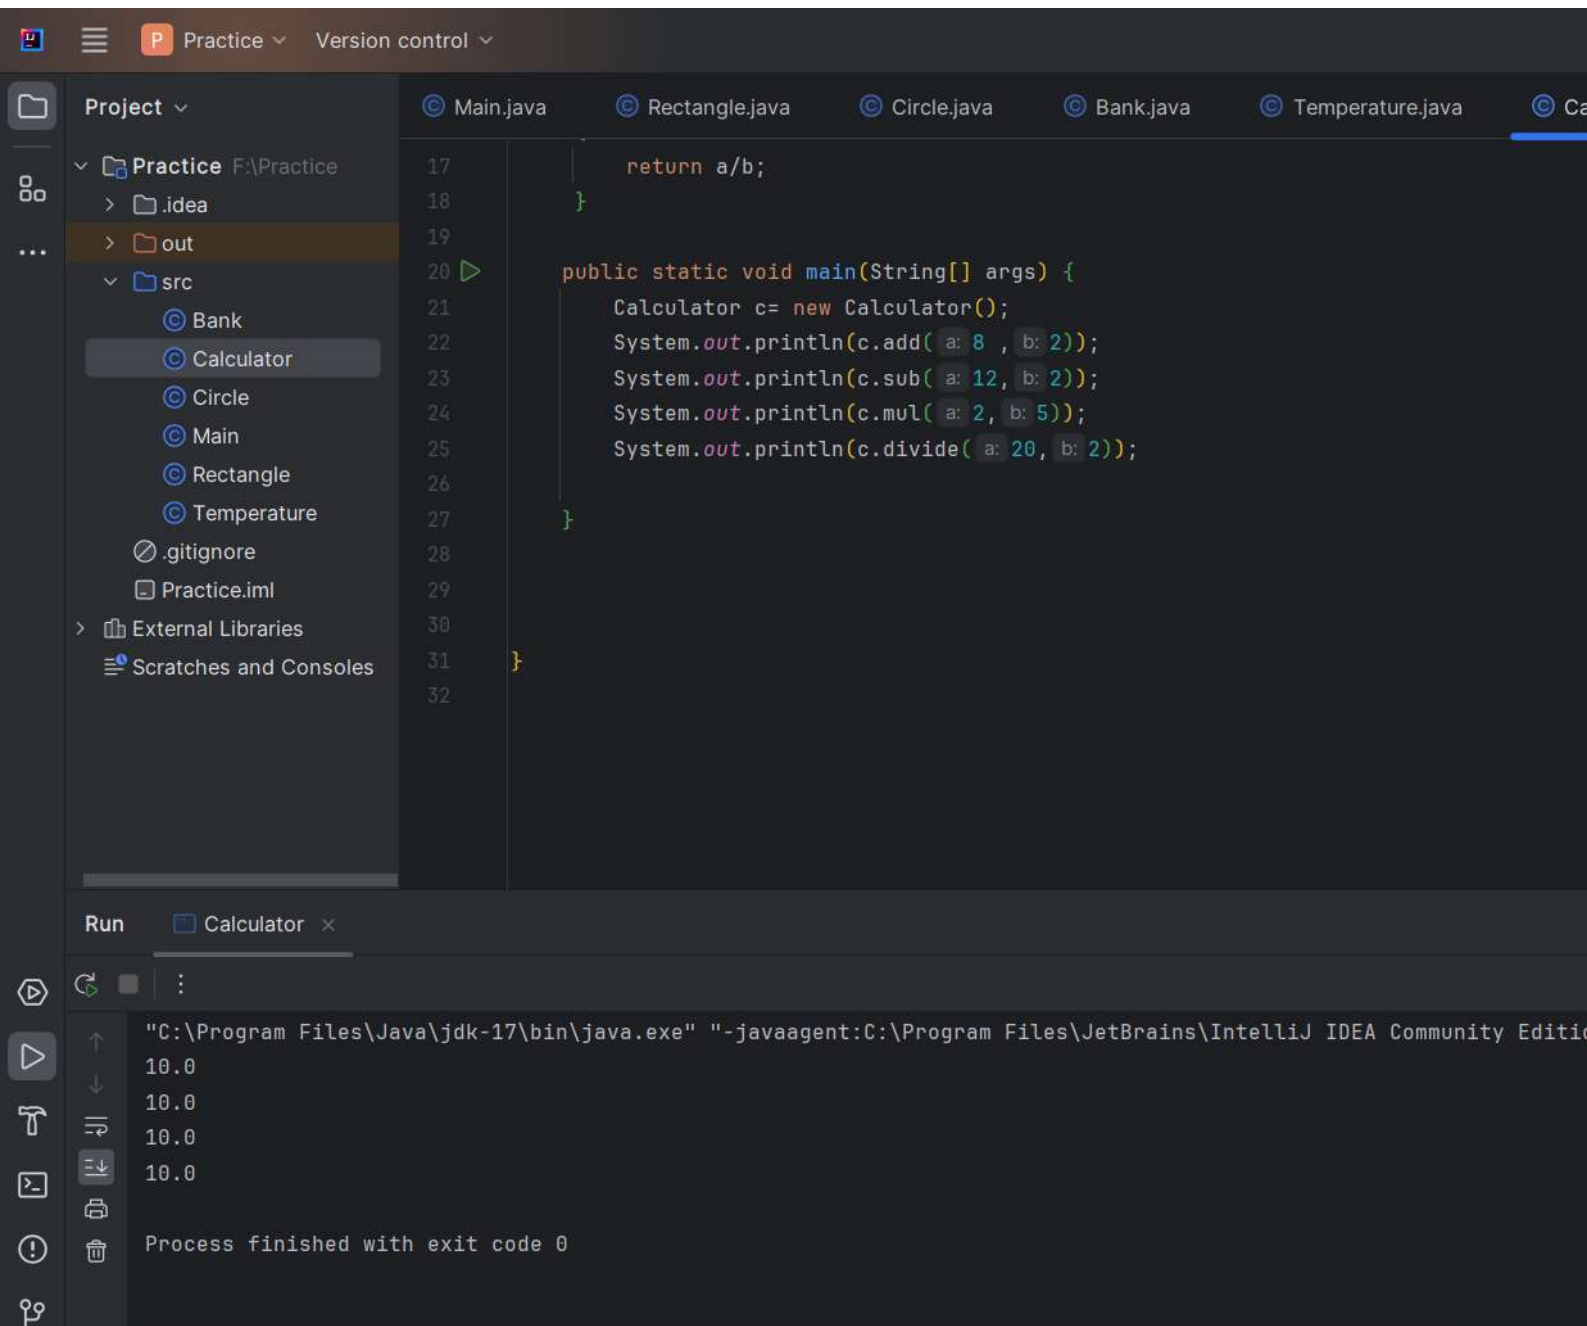 P Practice Version control
Project
Main.java Rectangle.java Circle.java Bank.java Temperature.java
Practice F:\Practice
.idea
out
src
Bank
Calculator
Circle
Main
Rectangle
Temperature
.gitignore
Practice.iml
External Libraries
Scratches and Consoles
17 return a/b;
18 }
19
20 public static void main(String[] args) {
21 Calculator c= new Calculator();
22 System.out.println(c.add( a: 8 , b: 2));
23 System.out.println(c.sub( a: 12, b: 2));
24 System.out.println(c.mul( a: 2, b: 5));
25 System.out.println(c.divide( a: 20, b: 2));
26
27 }
28
29
30
31 }
32
Run Calculator ×
"C:\Program Files\Java\jdk-17\bin\java.exe" "-javaagent:C:\Program Files\JetBrains\IntelliJ IDEA Community
10.0
10.0
10.0
10.0
Process finished with exit code 0